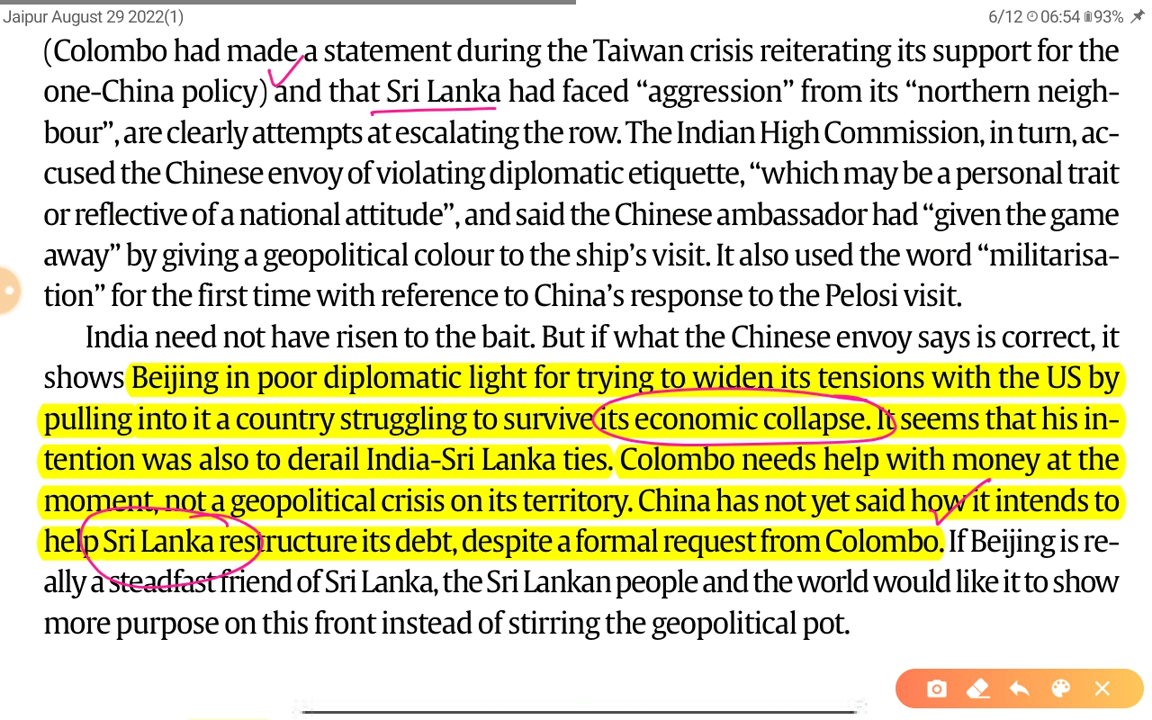 Jaipur August 29 2022(1)
6/12 06:54 93%
(Colombo had made a statement during the Taiwan crisis reiterating its support for the
one-China policy) and that Sri Lanka had faced “aggression” from its “northern neigh-
bour”, are clearly attempts at escalating the row. The Indian High Commission, in turn, ac-
cused the Chinese envoy of violating diplomatic etiquette, “which may be a personal trait
or reflective of a national attitude”, and said the Chinese ambassador had “given the game
away” by giving a geopolitical colour to the ship’s visit. It also used the word “militarisa-
tion” for the first time with reference to China’s response to the Pelosi visit.
India need not have risen to the bait. But if what the Chinese envoy says is correct, it
shows Beijing in poor diplomatic light for trying to widen its tensions with the US by
pulling into it a country struggling to survive its economic collapse. It seems that his in-
tention was also to derail India-Sri Lanka ties. Colombo needs help with money at the
moment, not a geopolitical crisis on its territory. China has not yet said how it intends to
help Sri Lanka restructure its debt, despite a formal request from Colombo. If Beijing is re-
ally a steadfast friend of Sri Lanka, the Sri Lankan people and the world would like it to show
more purpose on this front instead of stirring the geopolitical pot.